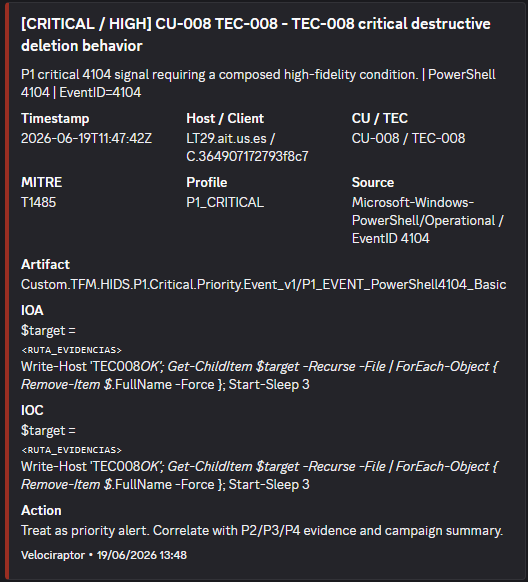 [CRITICAL / HIGH] CU-008 TEC-008 - TEC-008 critical destructive
deletion behavior
P1 critical 4104 signal requiring a composed high-fidelity condition. | PowerShell
4104 | EventID=4104
Timestamp
2026-06-19T11:47:42Z
Host / Client
LT29.ait.us.es /
C.364907172793f8c7
CU / TEC
CU-008 / TEC-008
MITRE
T1485
Profile
P1_CRITICAL
Source
Microsoft-Windows-
PowerShell/Operational /
EventID 4104
Artifact
Custom.TFM.HIDS.P1.Critical.Priority.Event_v1/P1_EVENT_PowerShell4104_Basic
IOA
$target =
<RUTA_EVIDENCIAS>
Write-Host 'TEC008OK'; Get-ChildItem $target -Recurse -File | ForEach-Object {
Remove-Item $.FullName -Force }; Start-Sleep 3
IOC
$target =
<RUTA_EVIDENCIAS>
Write-Host 'TEC008OK'; Get-ChildItem $target -Recurse -File | ForEach-Object {
Remove-Item $.FullName -Force }; Start-Sleep 3
Action
Treat as priority alert. Correlate with P2/P3/P4 evidence and campaign summary.
Velociraptor • 19/06/2026 13:48